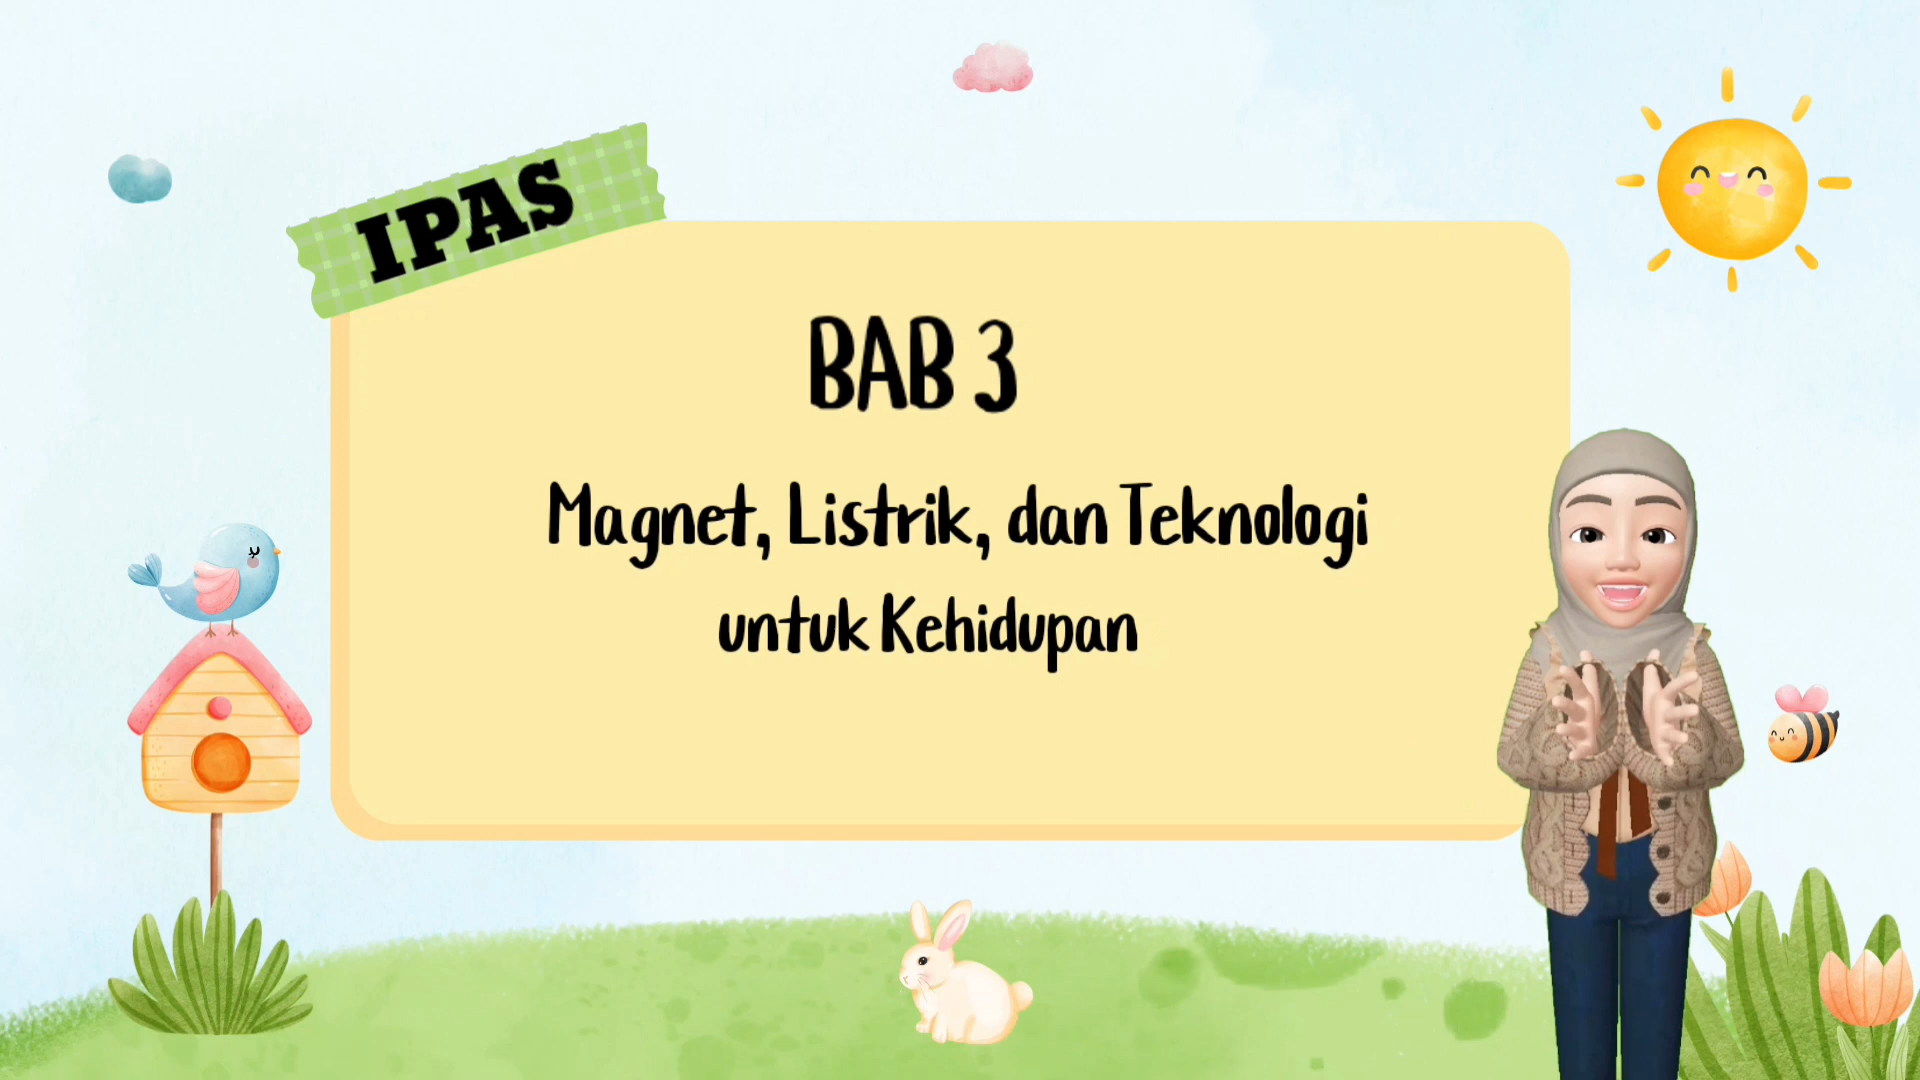 IPAS
BAB 3
Magnet, Listrik, dan Teknologi
untuk Kehidupan